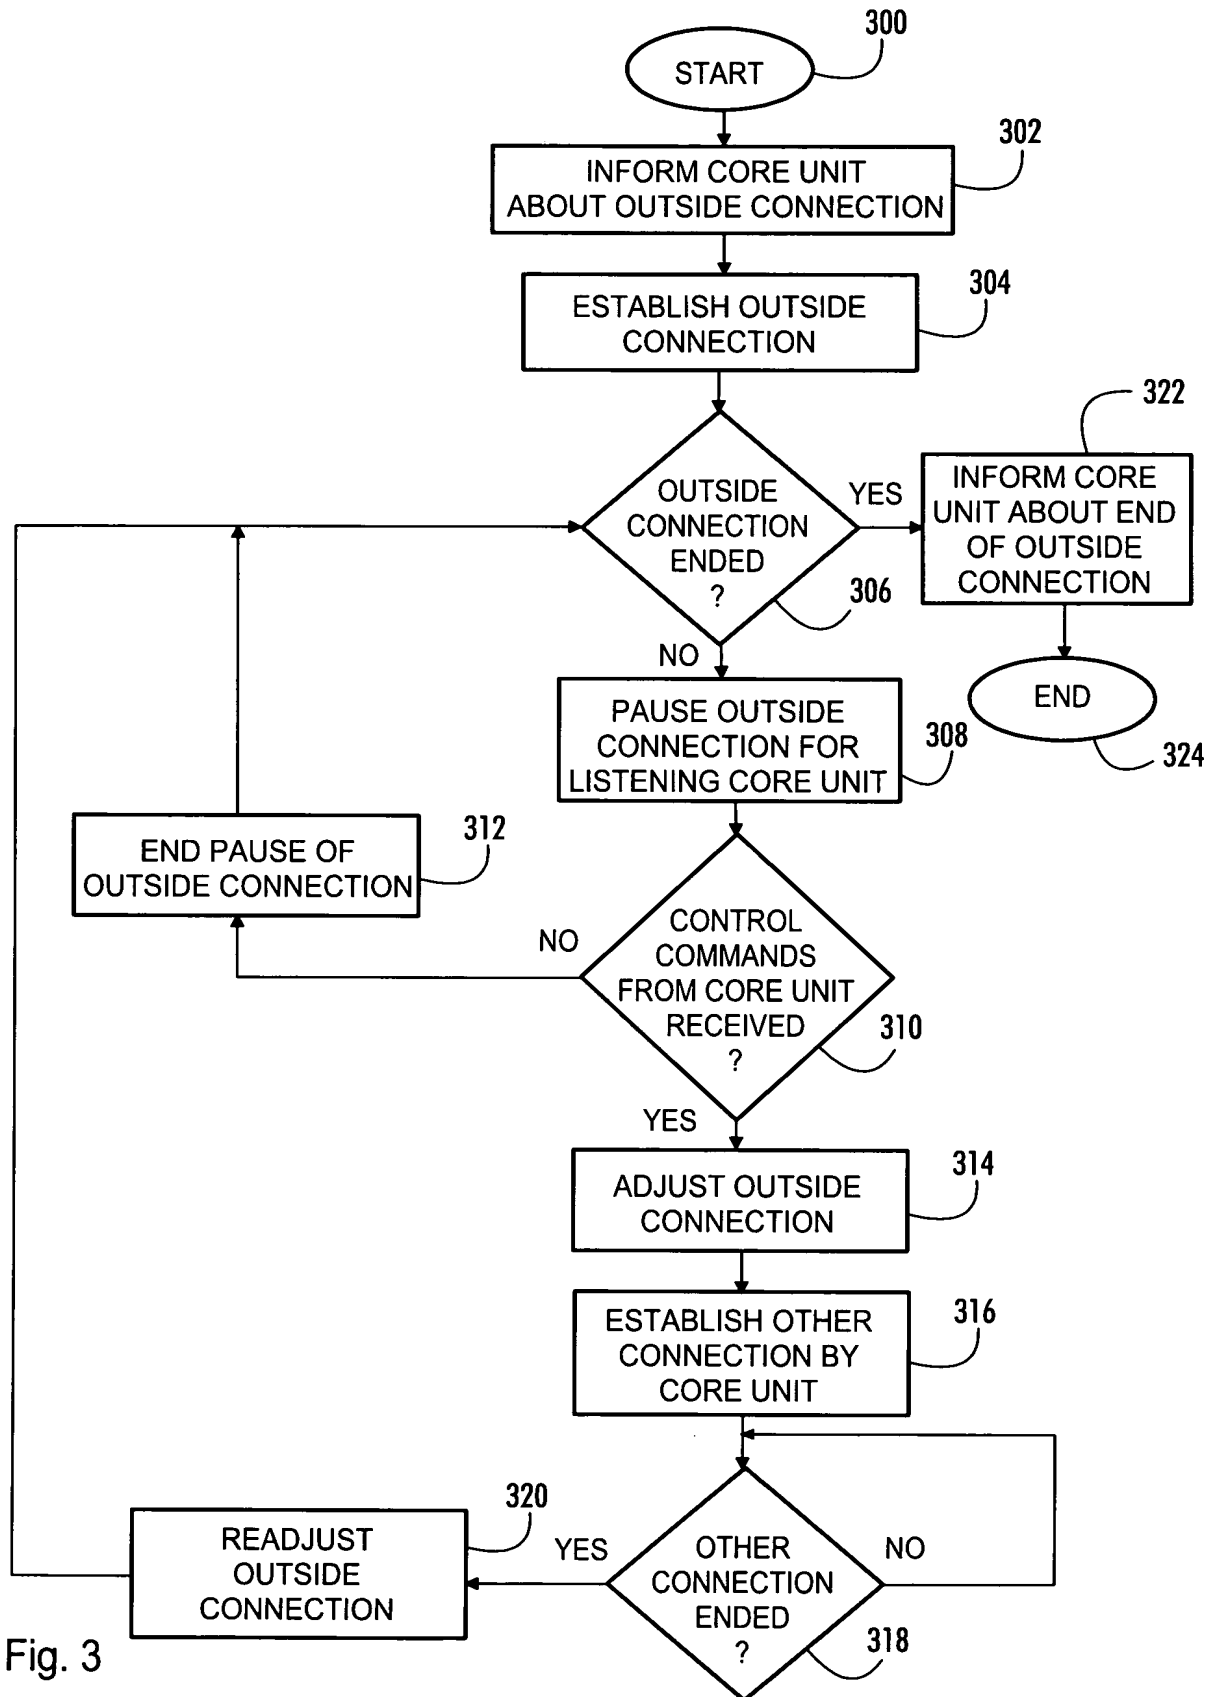 300
START
302
INFORM CORE UNIT
ABOUT OUTSIDE CONNECTION
304
ESTABLISH OUTSIDE
CONNECTION
322
INFORM CORE
UNIT ABOUT END
OF OUTSIDE
CONNECTION
YES
OUTSIDE
CONNECTION
ENDED
?
306
NO
END
324
PAUSE OUTSIDE
CONNECTION FOR
LISTENING CORE UNIT
308
312
END PAUSE OF
OUTSIDE CONNECTION
NO
CONTROL
COMMANDS
FROM CORE UNIT
RECEIVED
?
310
YES
ADJUST OUTSIDE
CONNECTION
314
ESTABLISH OTHER
CONNECTION BY
CORE UNIT
316
320
READJUST
OUTSIDE
CONNECTION
YES
OTHER
CONNECTION
ENDED
?
NO
318
Fig. 3